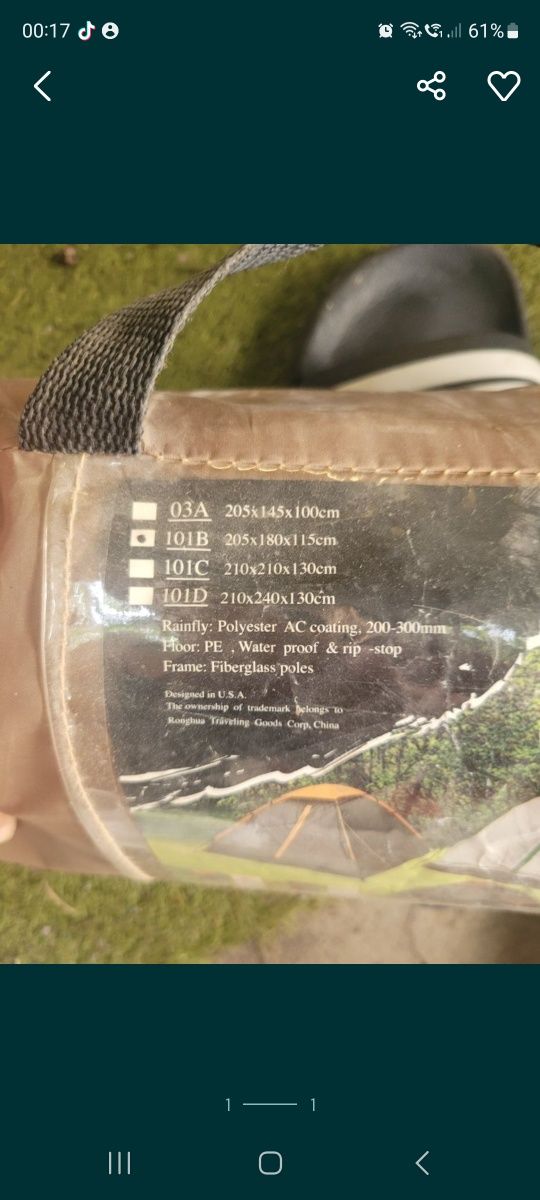 00:17
61%
03A 205x145x100cm
101B 205x180x115cm
101C 210x210x130cm
101D 210x240x130cm
Rainfly: Polyester AC coating, 200-300mm
Floor: PE , Water proof & rip -stop
Frame: Fiberglass poles
Designed in U.S.A.
The ownership of trademark belongs to
Ronghua Traveling Goods Corp, China
1 1